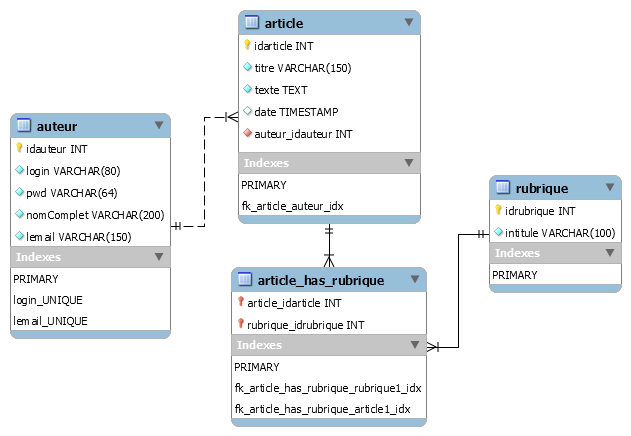 article
idarticle INT
titre VARCHAR(150)
texte TEXT
date TIMESTAMP
auteur_idauteur INT
Indexes
PRIMARY
fk_article_auteur_idx
auteur
idauteur INT
login VARCHAR(80)
pwd VARCHAR(64)
nomComplet VARCHAR(200)
lemail VARCHAR(150)
Indexes
PRIMARY
login_UNIQUE
lemail_UNIQUE
rubrique
idrubrique INT
intitule VARCHAR(100)
Indexes
PRIMARY
article_has_rubrique
article_idarticle INT
rubrique_idrubrique INT
Indexes
PRIMARY
fk_article_has_rubrique_rubrique1_idx
fk_article_has_rubrique_article1_idx